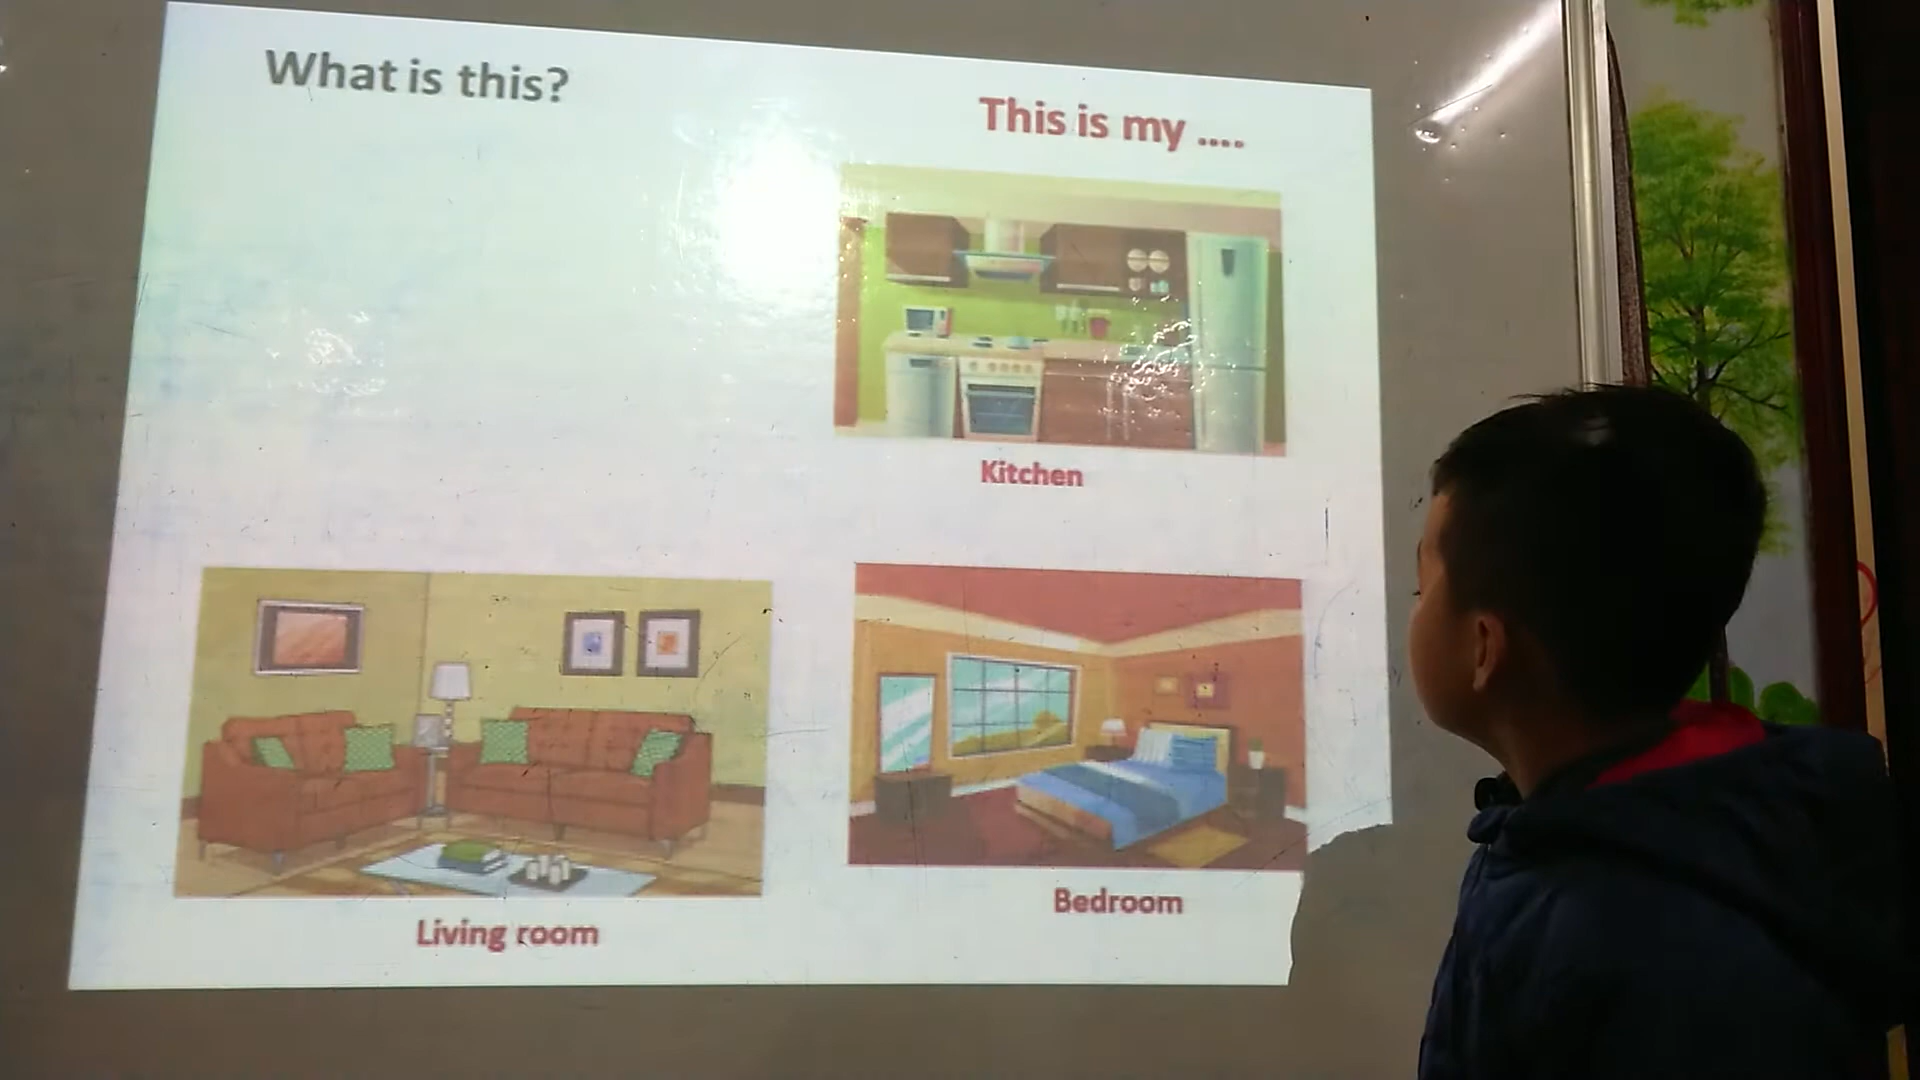 What is this?
This is my ....
Kitchen
Living room
Bedroom